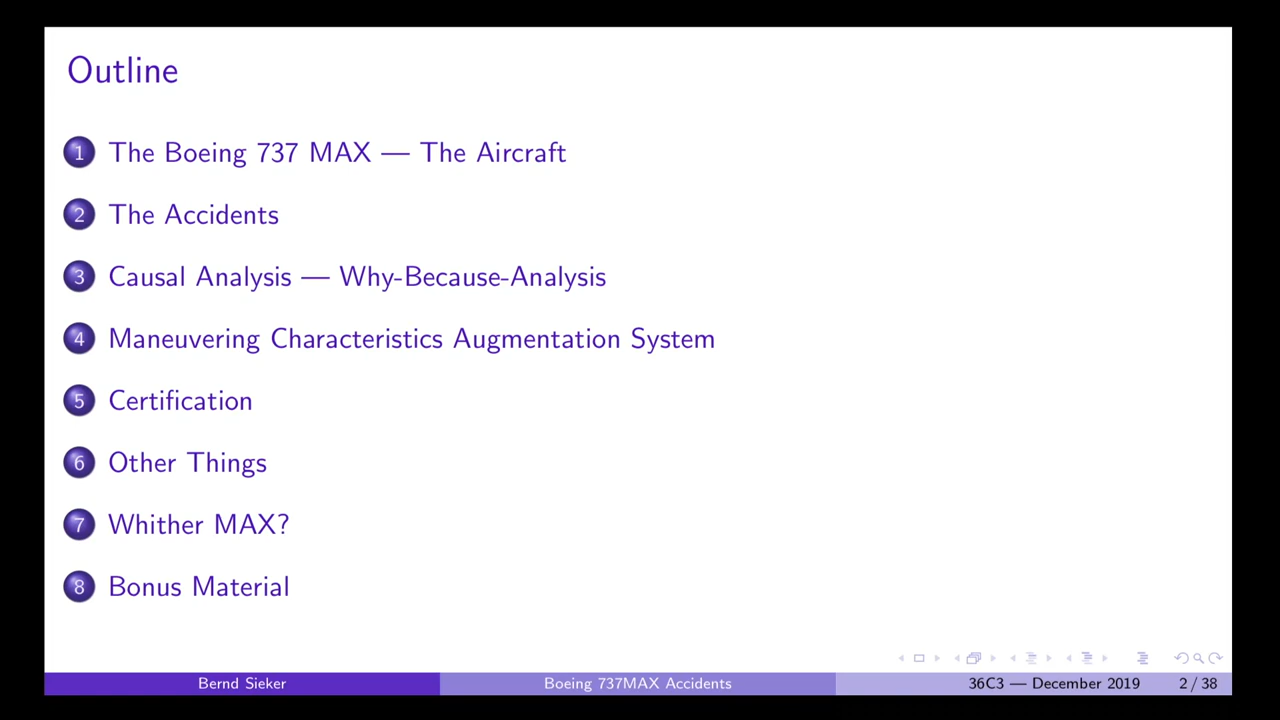 Outline
1 The Boeing 737 MAX — The Aircraft
2 The Accidents
3 Causal Analysis — Why-Because-Analysis
4 Maneuvering Characteristics Augmentation System
5 Certification
6 Other Things
7 Whither MAX?
8 Bonus Material
Bernd Sieker Boeing 737MAX Accidents 36C3 — December 2019 2 / 38